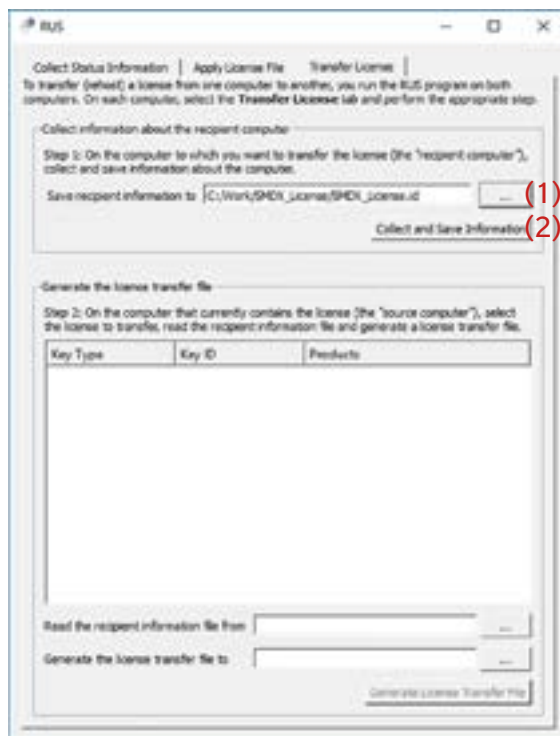 RUS
Collect Status Information | Apply License File | Transfer License
To transfer (rehost) a license from one computer to another, you run the RUS program on both
computers. On each computer, select the Transfer License tab and perform the appropriate step.
Collect information about the recipient computer
Step 1: On the computer to which you want to transfer the license (the "recipient computer"),
collect and save information about the computer.
Save recipient information to C:/Work/SMDX_License/SMDX_License.id ... (1)
Collect and Save Information (2)
Generate the license transfer file
Step 2: On the computer that currently contains the license (the "source computer"), select
the license to transfer, read the recipient information file and generate a license transfer file.
Key Type Key ID Products
Read the recipient information file from ...
Generate the license transfer file to ...
Generate License Transfer File